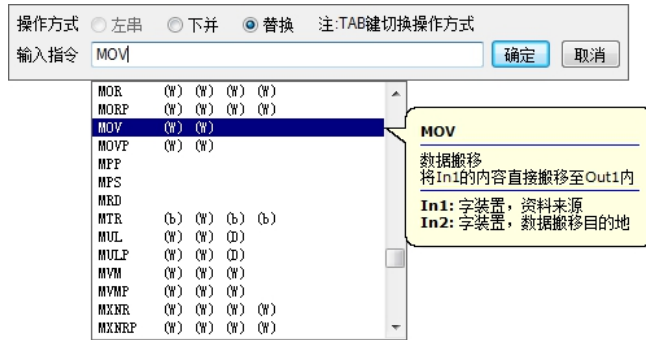 操作方式 左串 下并 替换 注:TAB键切换操作方式
输入指令 MOV 确定 取消
MOR (W) (W) (W) (W)
MORP (W) (W) (W) (W)
MOV (W) (W)
MOVP (W) (W)
MPP
MPS
MRD
MTR (b) (W) (b) (b)
MUL (W) (W) (D)
MULP (W) (W) (D)
MVM (W) (W) (W)
MVMP (W) (W) (W)
MXNR (W) (W) (W) (W)
MXNRP (W) (W) (W) (W)
MOV
数据搬移
将In1的内容直接搬移至Out1内
In1: 字装置，资料来源
In2: 字装置，数据搬移目的地